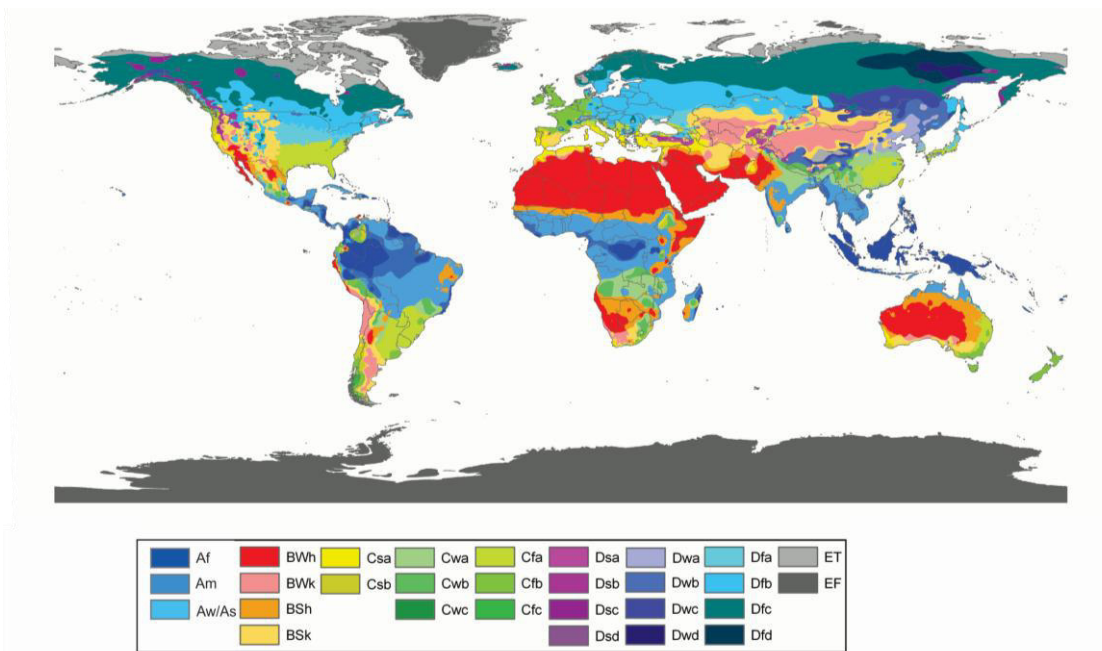 Af BWh Csa Cwa Cfa Dsa Dwa Dfa ET
Am BWk Csb Cwb Cfb Dsb Dwb Dfb EF
Aw/As BSh Cwc Cfc Dsc Dwc Dfc
BSk Dsd Dwd Dfd